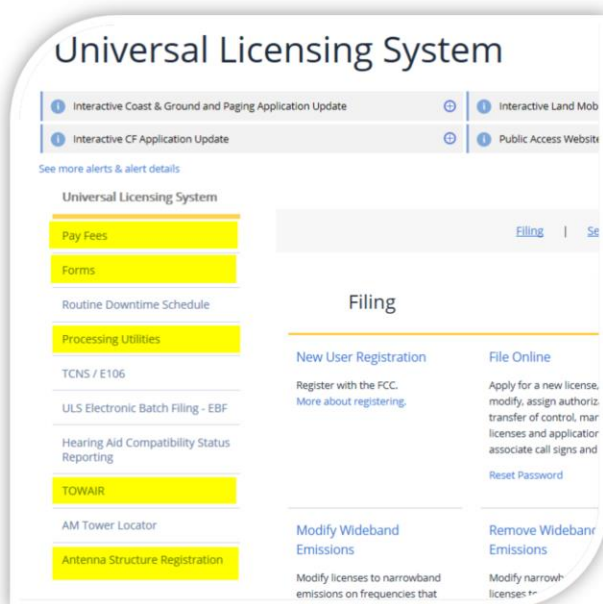 Universal Licensing System
Interactive Coast & Ground and Paging Application Update
Interactive Land Mob
Interactive CF Application Update
Public Access Website
See more alerts & alert details
Universal Licensing System
Pay Fees
Forms
Routine Downtime Schedule
Processing Utilities
TCNS / E106
ULS Electronic Batch Filing - EBF
Hearing Aid Compatibility Status
Reporting
TOWAIR
AM Tower Locator
Antenna Structure Registration
Filing | Se
Filing
New User Registration
Register with the FCC.
More about registering.
File Online
Apply for a new license,
modify, assign authoriz
transfer of control, mar
licenses and application
associate call signs and
Reset Password
Modify Wideband
Emissions
Modify licenses to narrowband
emissions on frequencies that
Remove Wideband
Emissions
Modify narrowb
licenses